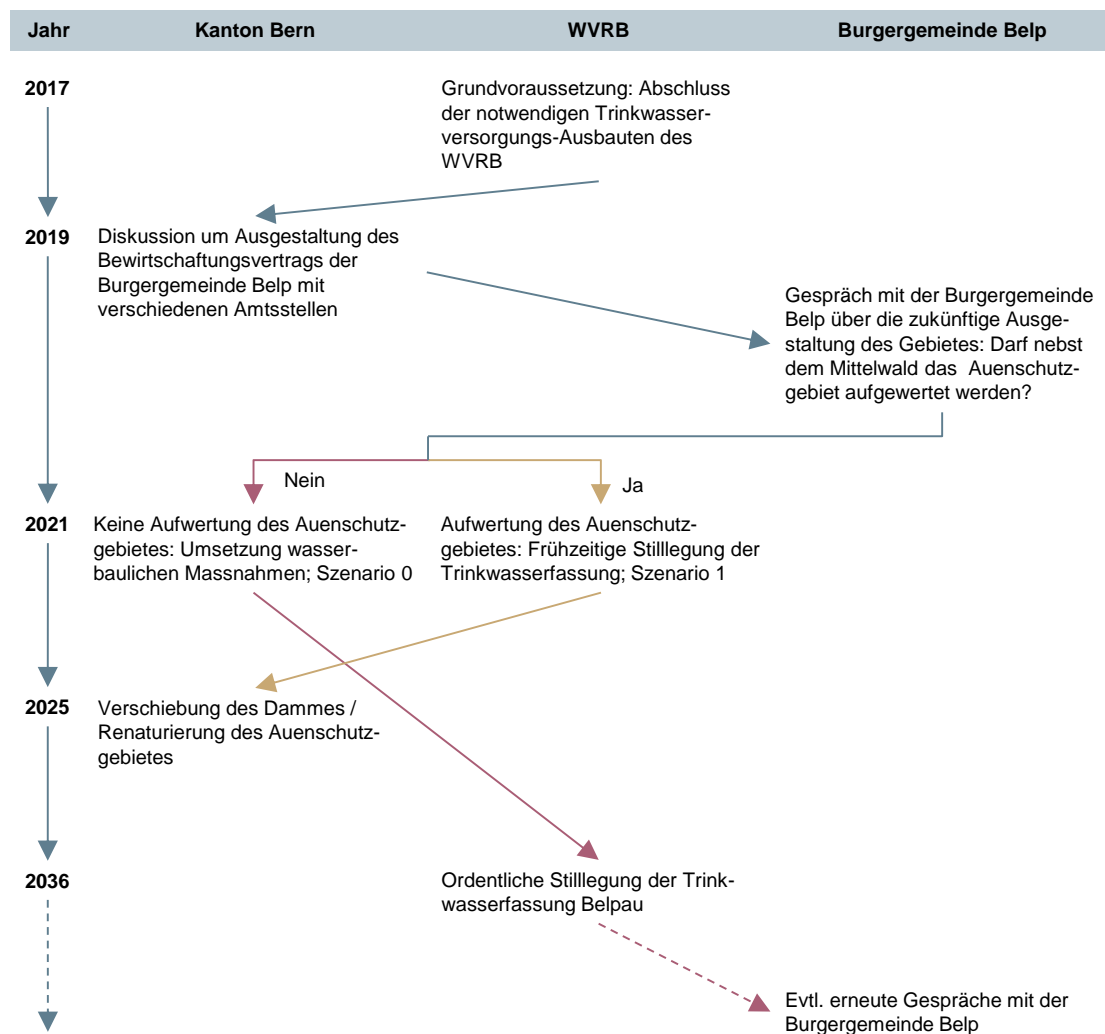 Jahr
Kanton Bern
WVRB
Burgergemeinde Belp
2017
Grundvoraussetzung: Abschluss
der notwendigen Trinkwasser-
versorgungs-Ausbauten des
WVRB
2019
Diskussion um Ausgestaltung des
Bewirtschaftungsvertrags der
Burgergemeinde Belp mit
verschiedenen Amtsstellen
Gespräch mit der Burgergemeinde
Belp über die zukünftige Ausge-
staltung des Gebietes: Darf nebst
dem Mittelwald das Auenschutz-
gebiet aufgewertet werden?
Nein
Ja
2021
Keine Aufwertung des Auenschutz-
gebietes: Umsetzung wasser-
baulichen Massnahmen; Szenario 0
Aufwertung des Auenschutz-
gebietes: Frühzeitige Stilllegung der
Trinkwasserfassung; Szenario 1
2025
Verschiebung des Dammes /
Renaturierung des Auenschutz-
gebietes
2036
Ordentliche Stilllegung der Trink-
wasserfassung Belpau
Evtl. erneute Gespräche mit der
Burgergemeinde Belp